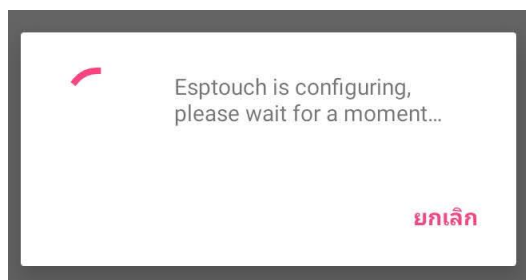 Esptouch is configuring,
please wait for a moment...
ยกเลิก